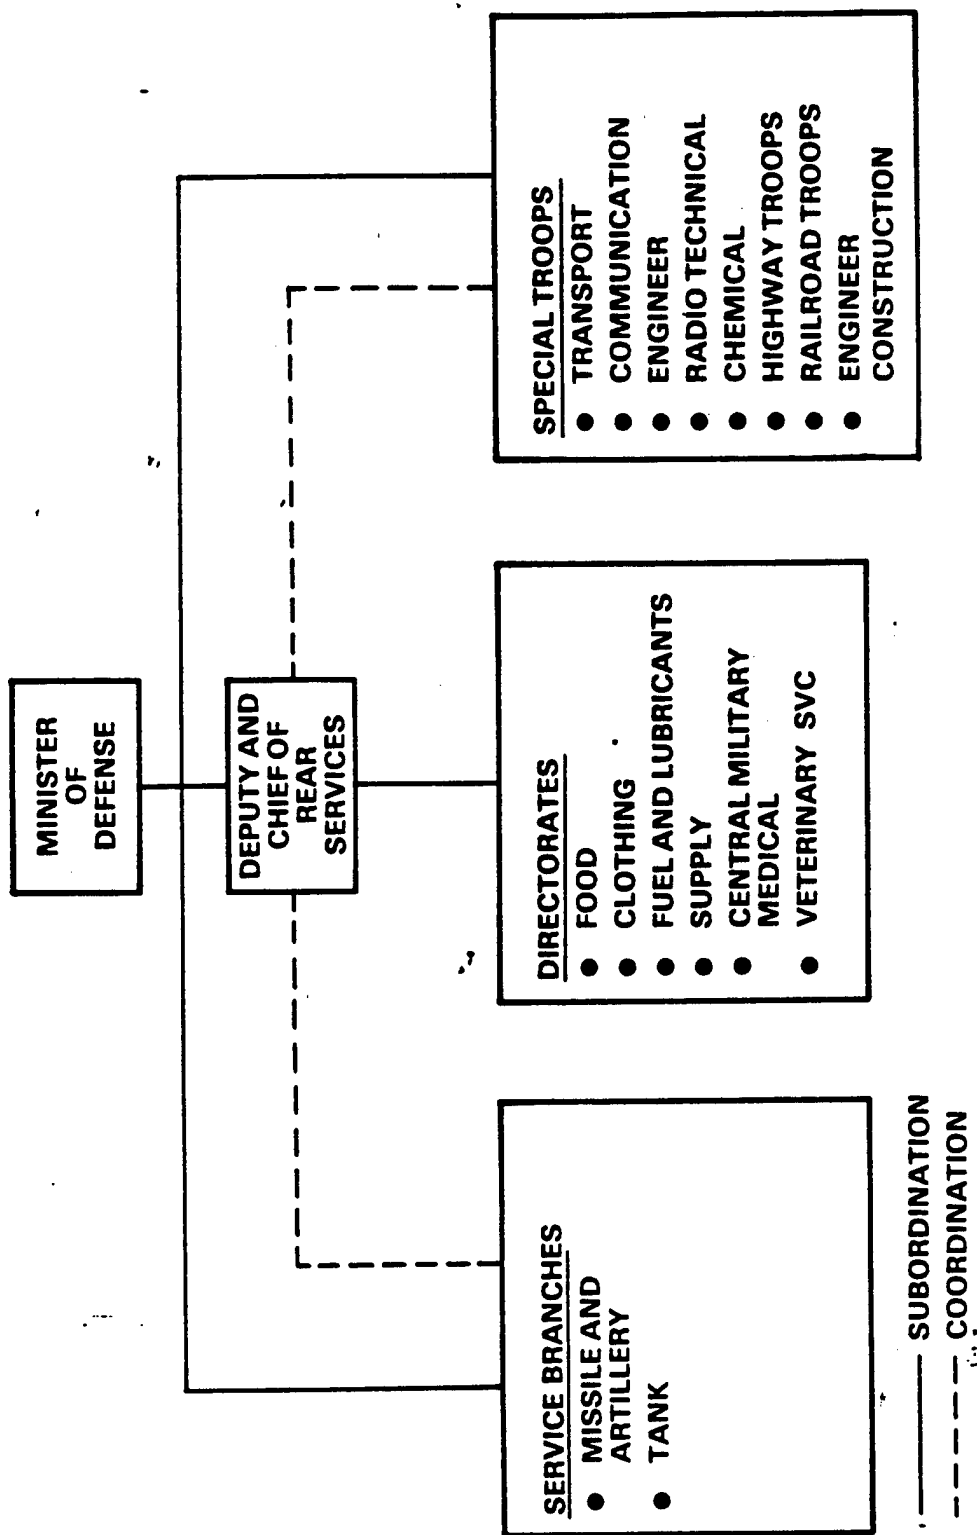 MINISTER
OF
DEFENSE
DEPUTY AND
CHIEF OF
REAR
SERVICES
SERVICE BRANCHES
● MISSILE AND
ARTILLERY
● TANK
DIRECTORATES
● FOOD
● CLOTHING
● FUEL AND LUBRICANTS
● SUPPLY
● CENTRAL MILITARY
MEDICAL
● VETERINARY SVC
SPECIAL TROOPS
● TRANSPORT
● COMMUNICATION
● ENGINEER
● RADIO TECHNICAL
● CHEMICAL
● HIGHWAY TROOPS
● RAILROAD TROOPS
● ENGINEER
CONSTRUCTION
SUBORDINATION
COORDINATION